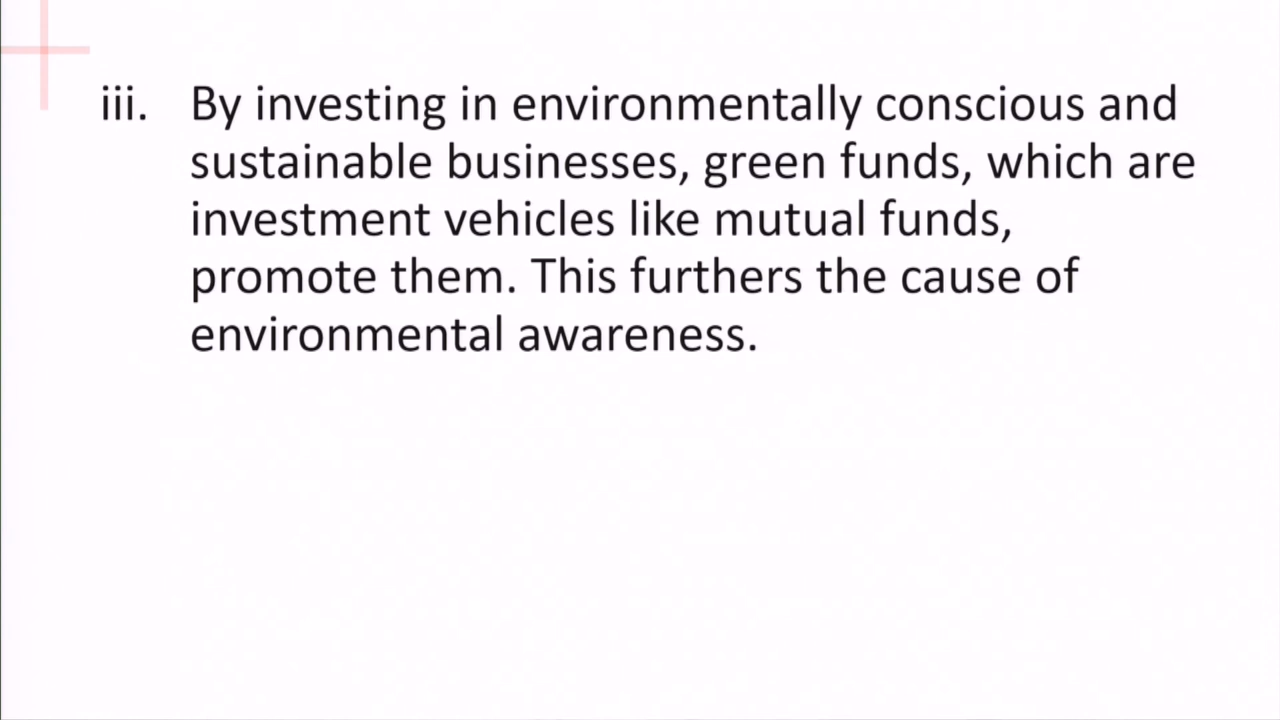 iii. By investing in environmentally conscious and
sustainable businesses, green funds, which are
investment vehicles like mutual funds,
promote them. This furthers the cause of
environmental awareness.